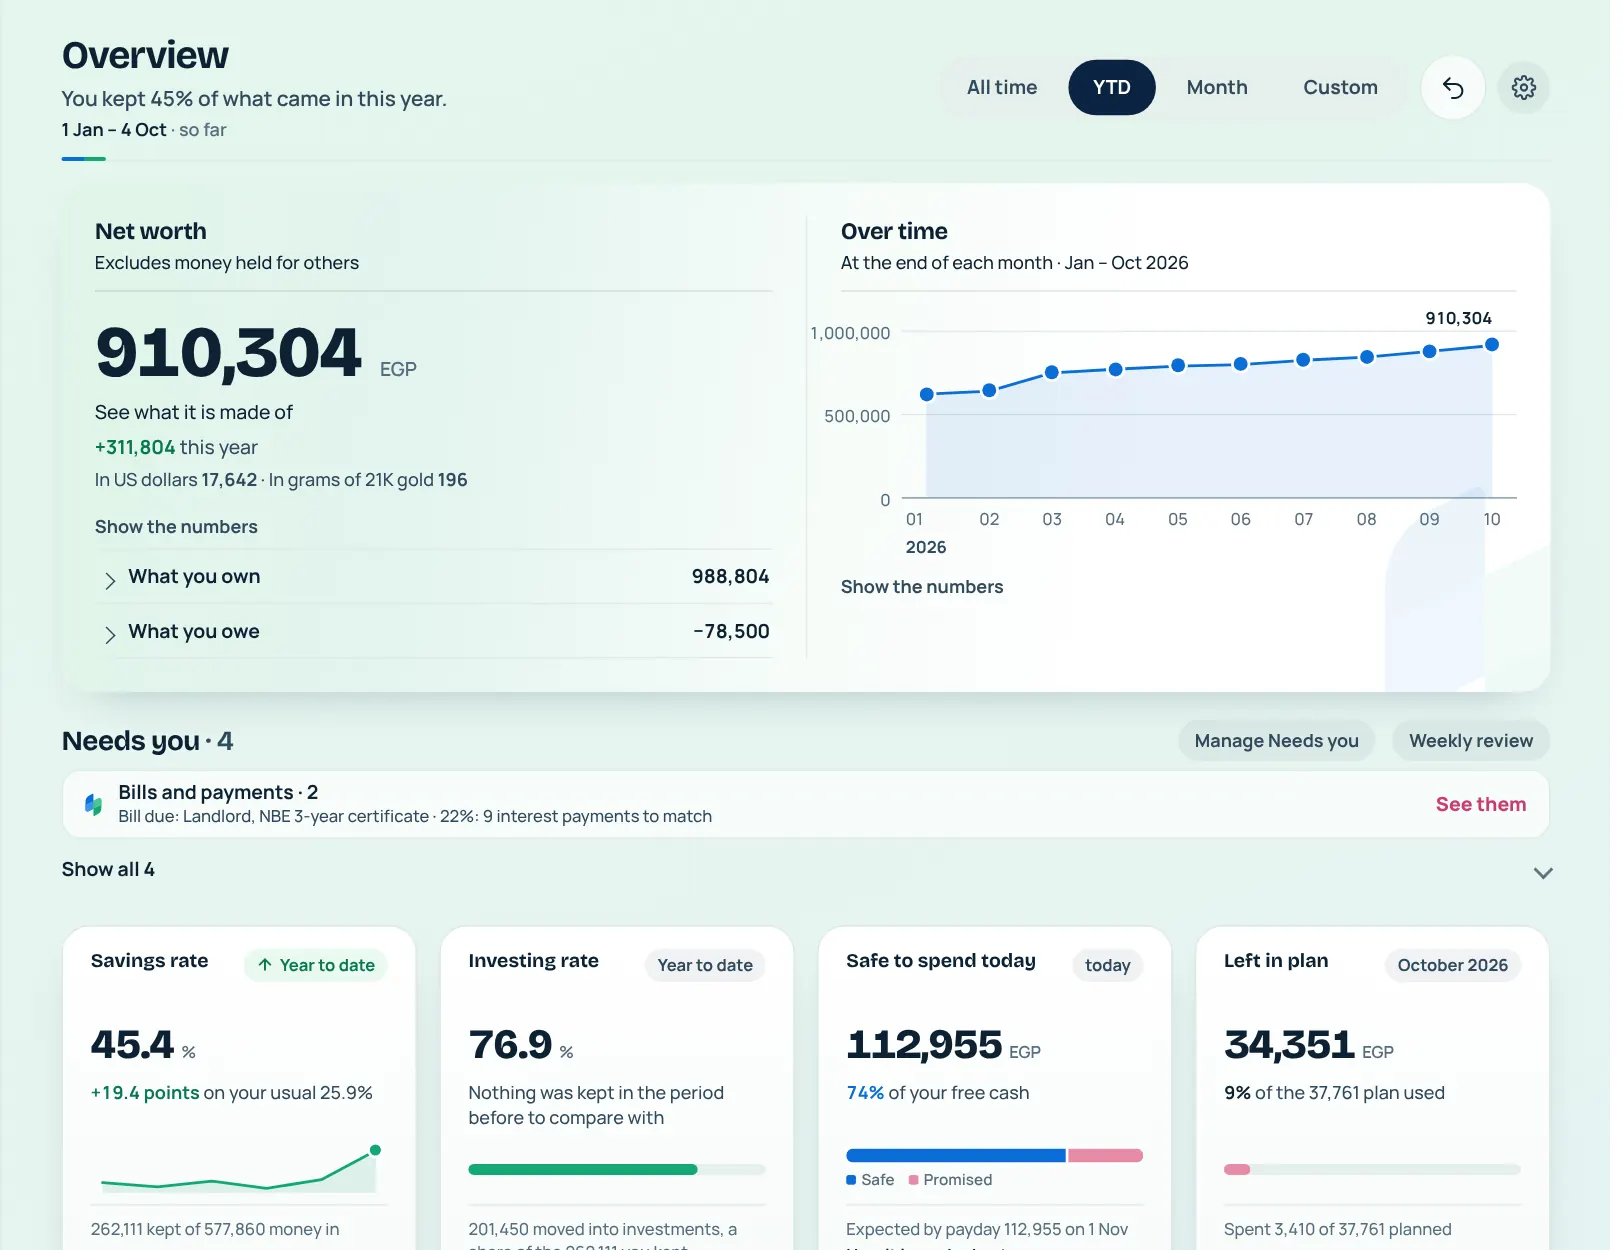 Overview
You kept 45% of what came in this year.
1 Jan – 4 Oct · so far
All time
YTD
Month
Custom
Net worth
Excludes money held for others
910,304 EGP
See what it is made of
+311,804 this year
In US dollars 17,642 · In grams of 21K gold 196
Show the numbers
What you own 988,804
What you owe −78,500
Over time
At the end of each month · Jan – Oct 2026
910,304
1,000,000
500,000
0
01 02 03 04 05 06 07 08 09 10
2026
Show the numbers
Needs you · 4
Manage Needs you
Weekly review
Bills and payments · 2
Bill due: Landlord, NBE 3-year certificate · 22%: 9 interest payments to match
See them
Show all 4
Savings rate
↑ Year to date
45.4 %
+19.4 points on your usual 25.9%
262,111 kept of 577,860 money in
Investing rate
Year to date
76.9 %
Nothing was kept in the period
before to compare with
201,450 moved into investments, a
Safe to spend today
today
112,955 EGP
74% of your free cash
Safe Promised
Expected by payday 112,955 on 1 Nov
Left in plan
October 2026
34,351 EGP
9% of the 37,761 plan used
Spent 3,410 of 37,761 planned